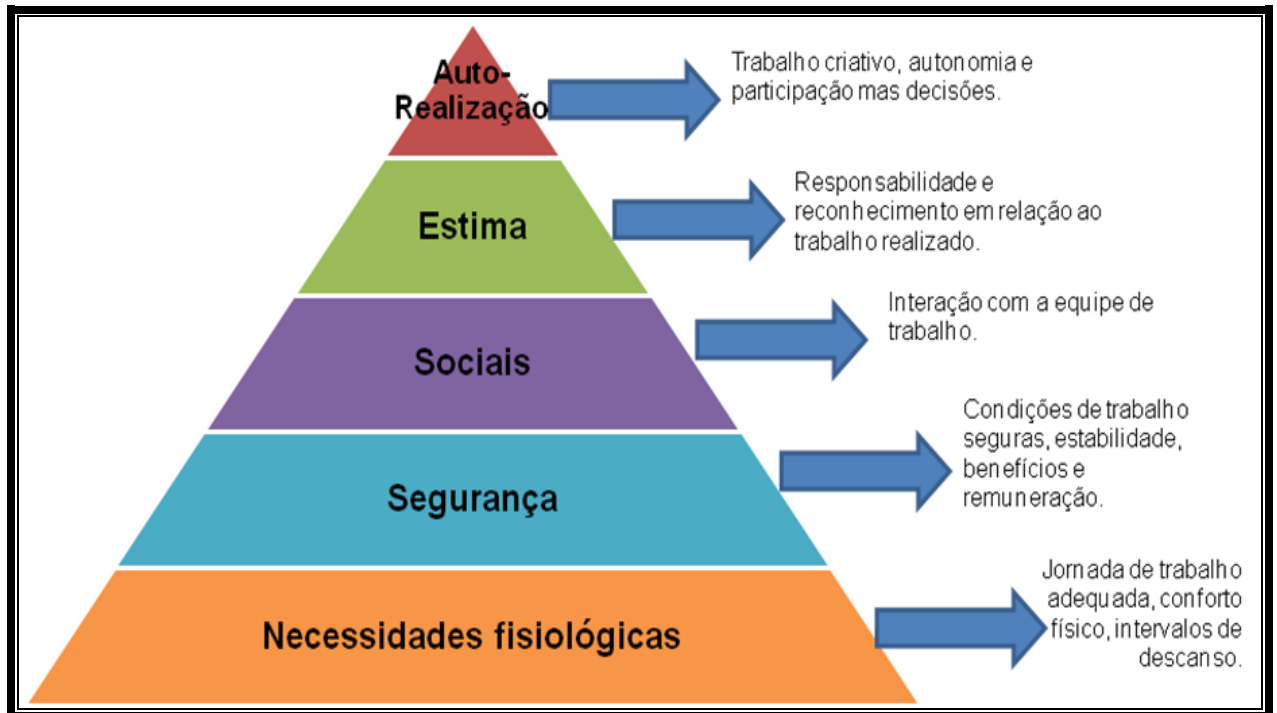 Auto-
Realização
Trabalho criativo, autonomia e
participação mas decisões.
Estima
Responsabilidade e
reconhecimento em relação ao
trabalho realizado.
Sociais
Interação com a equipe de
trabalho.
Segurança
Condições de trabalho
seguras, estabilidade,
benefícios e
remuneração.
Necessidades fisiológicas
Jornada de trabalho
adequada, conforto
físico, intervalos de
descanso.